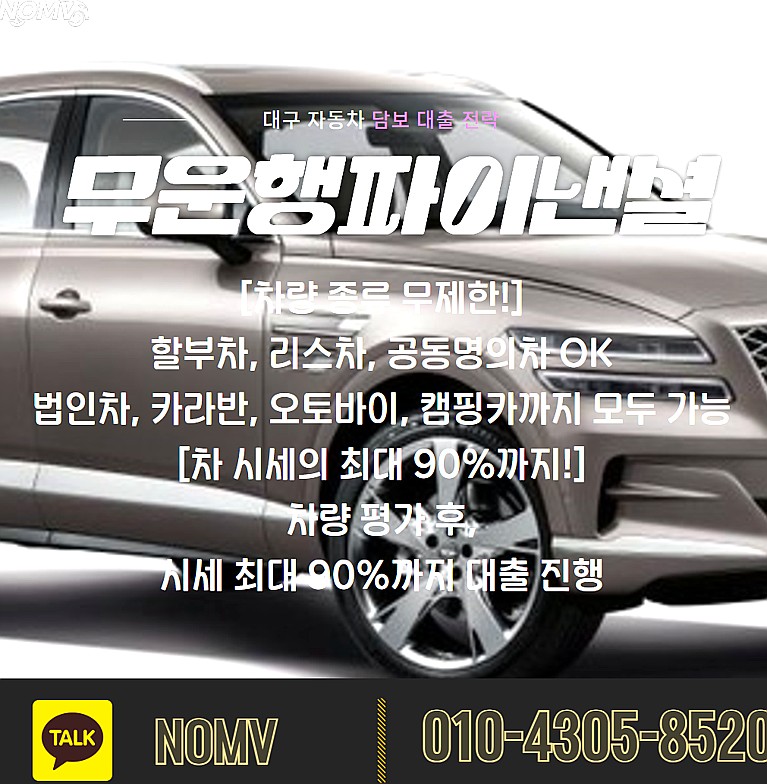 NOMV
대구 자동차 담보 대출 전략
무운행파이낸셜
[차량 종류 무제한!]
할부차, 리스차, 공동명의차 OK
법인차, 카라반, 오토바이, 캠핑카까지 모두 가능
[차 시세의 최대 90%까지!]
차량 평가 후,
시세 최대 90%까지 대출 진행
TALK
NOMV
010-4305-8520